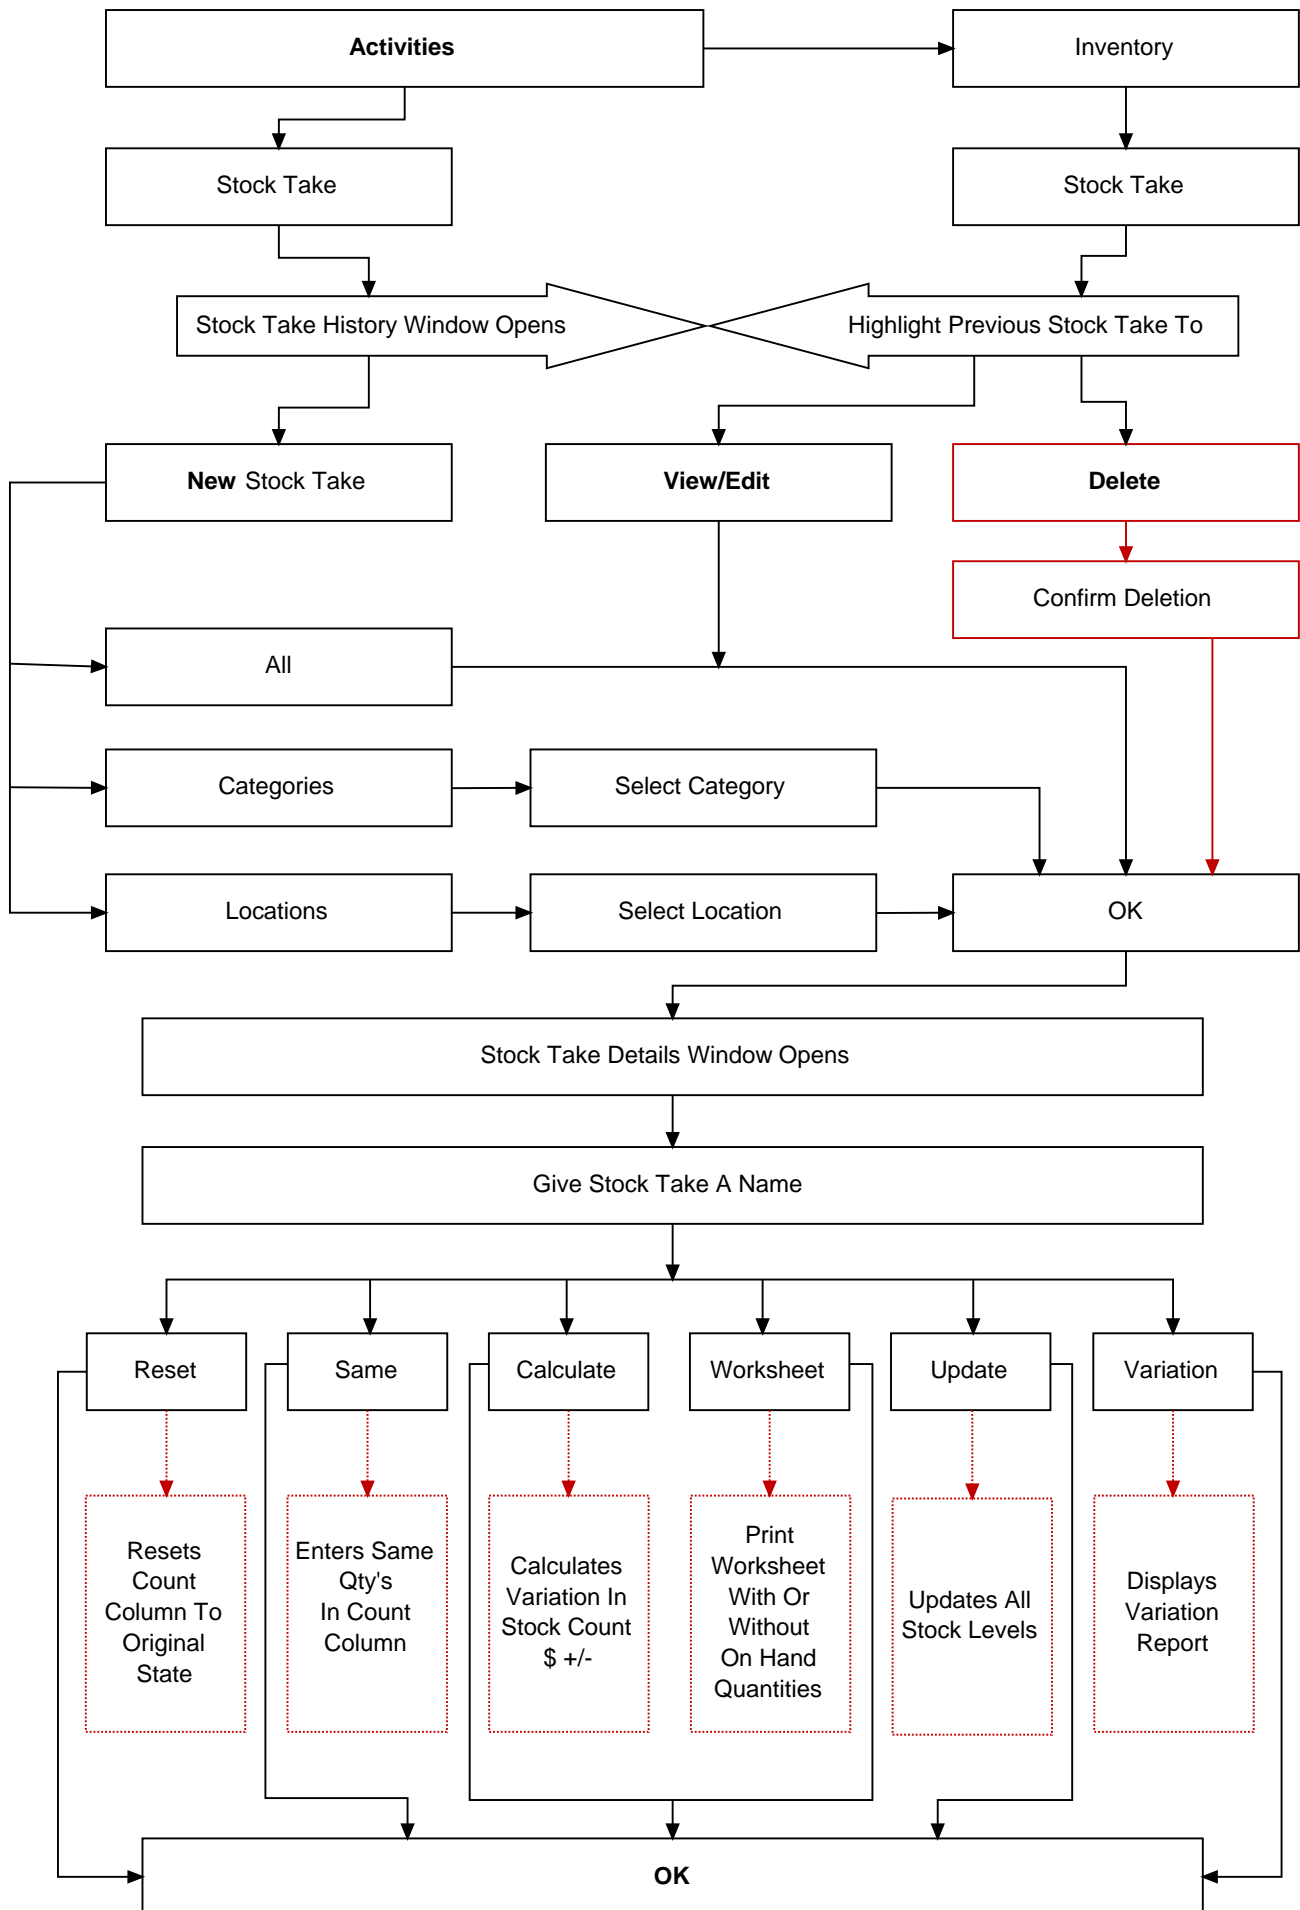 Activities
Inventory
Stock Take
Stock Take
Stock Take History Window Opens
Highlight Previous Stock Take To
New Stock Take
View/Edit
Delete
Confirm Deletion
All
Categories
Select Category
Locations
Select Location
OK
Stock Take Details Window Opens
Give Stock Take A Name
Reset
Same
Calculate
Worksheet
Update
Variation
Resets
Count
Column To
Original
State
Enters Same
Qty's
In Count
Column
Calculates
Variation In
Stock Count
$ +/-
Print
Worksheet
With Or
Without
On Hand
Quantities
Updates All
Stock Levels
Displays
Variation
Report
OK